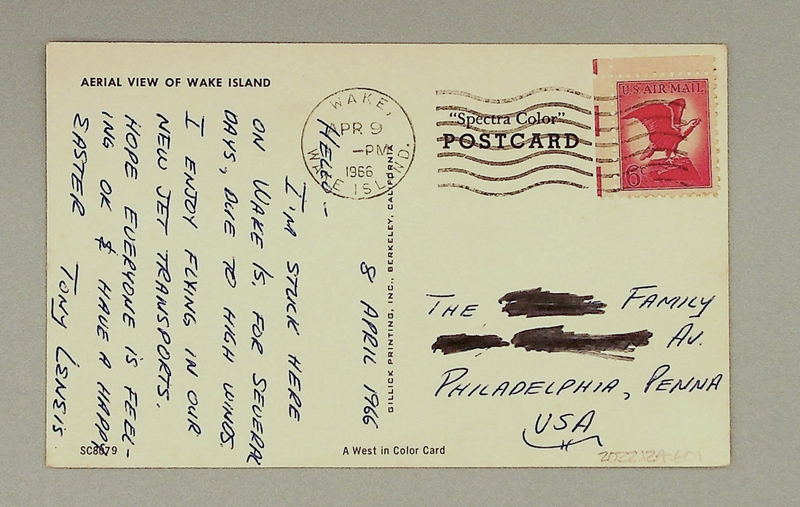 AERIAL VIEW OF WAKE ISLAND
8 APRIL 1966
HELLO —
I'M STUCK HERE
ON WAKE IS. FOR SEVERAL
DAYS, DUE TO HIGH WINDS.
I ENJOY FLYING IN OUR
NEW JET TRANSPORTS.
HOPE EVERYONE IS FEEL-
ING OK & HAVE A HAPPY
EASTER
TONY
SC8079
WAKE,
APR 9
-PM
1966
WAKE ISLAND.
GILLICK PRINTING, INC., BERKELEY, CALIFORNIA
"Spectra Color"
POSTCARD
U.S. AIR MAIL
6¢
THE FAMILY
AV.
PHILADELPHIA, PENNA
USA
A West in Color Card